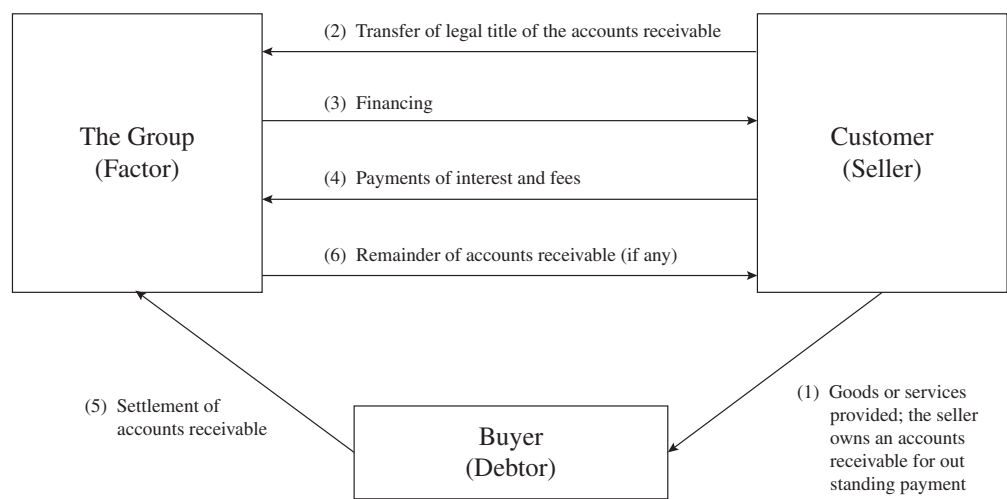 (2) Transfer of legal title of the accounts receivable
(3) Financing
The Group
(Factor)
Customer
(Seller)
(4) Payments of interest and fees
(6) Remainder of accounts receivable (if any)
(5) Settlement of
accounts receivable
(1) Goods or services
provided; the seller
owns an accounts
receivable for out
standing payment
Buyer
(Debtor)